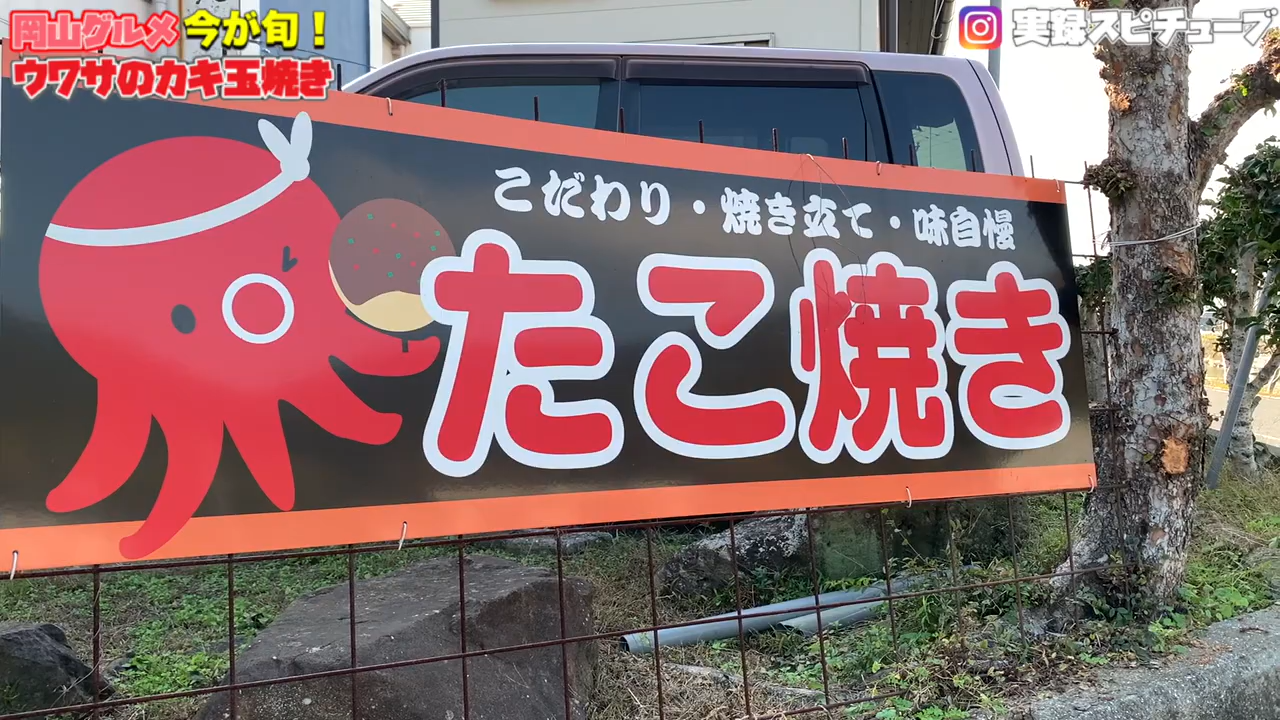 岡山グルメ 今が旬！
ウワサのカキ玉焼き
実録スピチューブ
こだわり・焼き立て・味自慢
たこ焼き